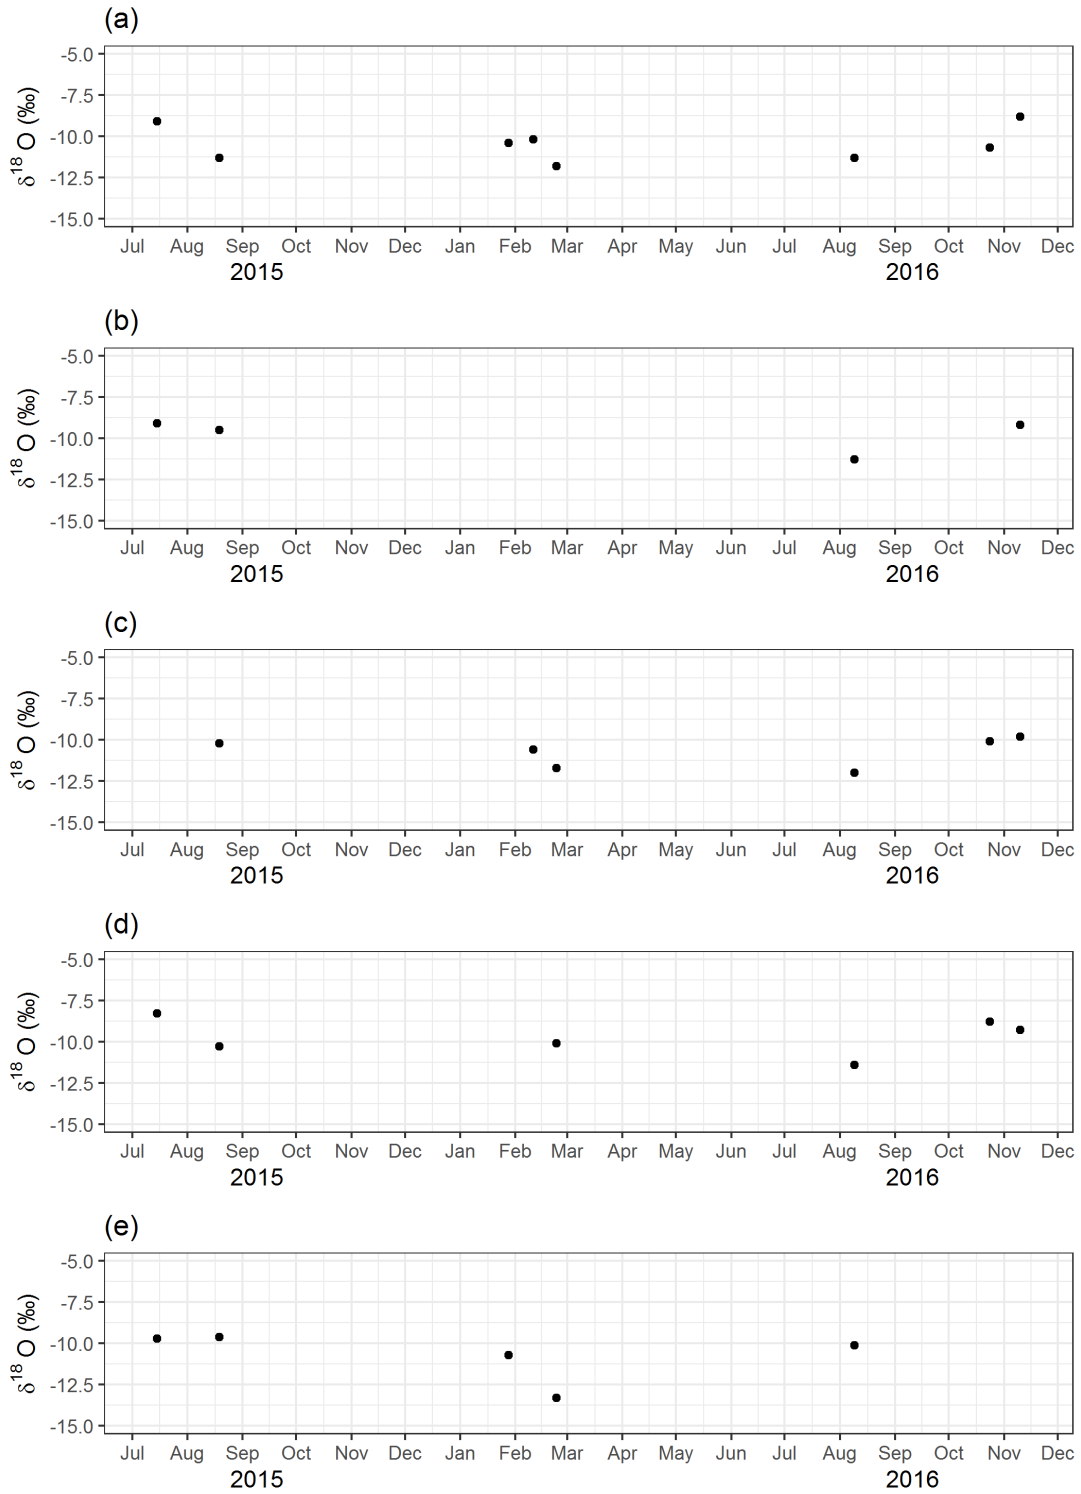 (a)
-5.0
-7.5
-10.0
-12.5
-15.0
δ18 O (‰)
Jul Aug Sep Oct Nov Dec Jan Feb Mar Apr May Jun Jul Aug Sep Oct Nov Dec
2015 2016
(b)
-5.0
-7.5
-10.0
-12.5
-15.0
δ18 O (‰)
Jul Aug Sep Oct Nov Dec Jan Feb Mar Apr May Jun Jul Aug Sep Oct Nov Dec
2015 2016
(c)
-5.0
-7.5
-10.0
-12.5
-15.0
δ18 O (‰)
Jul Aug Sep Oct Nov Dec Jan Feb Mar Apr May Jun Jul Aug Sep Oct Nov Dec
2015 2016
(d)
-5.0
-7.5
-10.0
-12.5
-15.0
δ18 O (‰)
Jul Aug Sep Oct Nov Dec Jan Feb Mar Apr May Jun Jul Aug Sep Oct Nov Dec
2015 2016
(e)
-5.0
-7.5
-10.0
-12.5
-15.0
δ18 O (‰)
Jul Aug Sep Oct Nov Dec Jan Feb Mar Apr May Jun Jul Aug Sep Oct Nov Dec
2015 2016